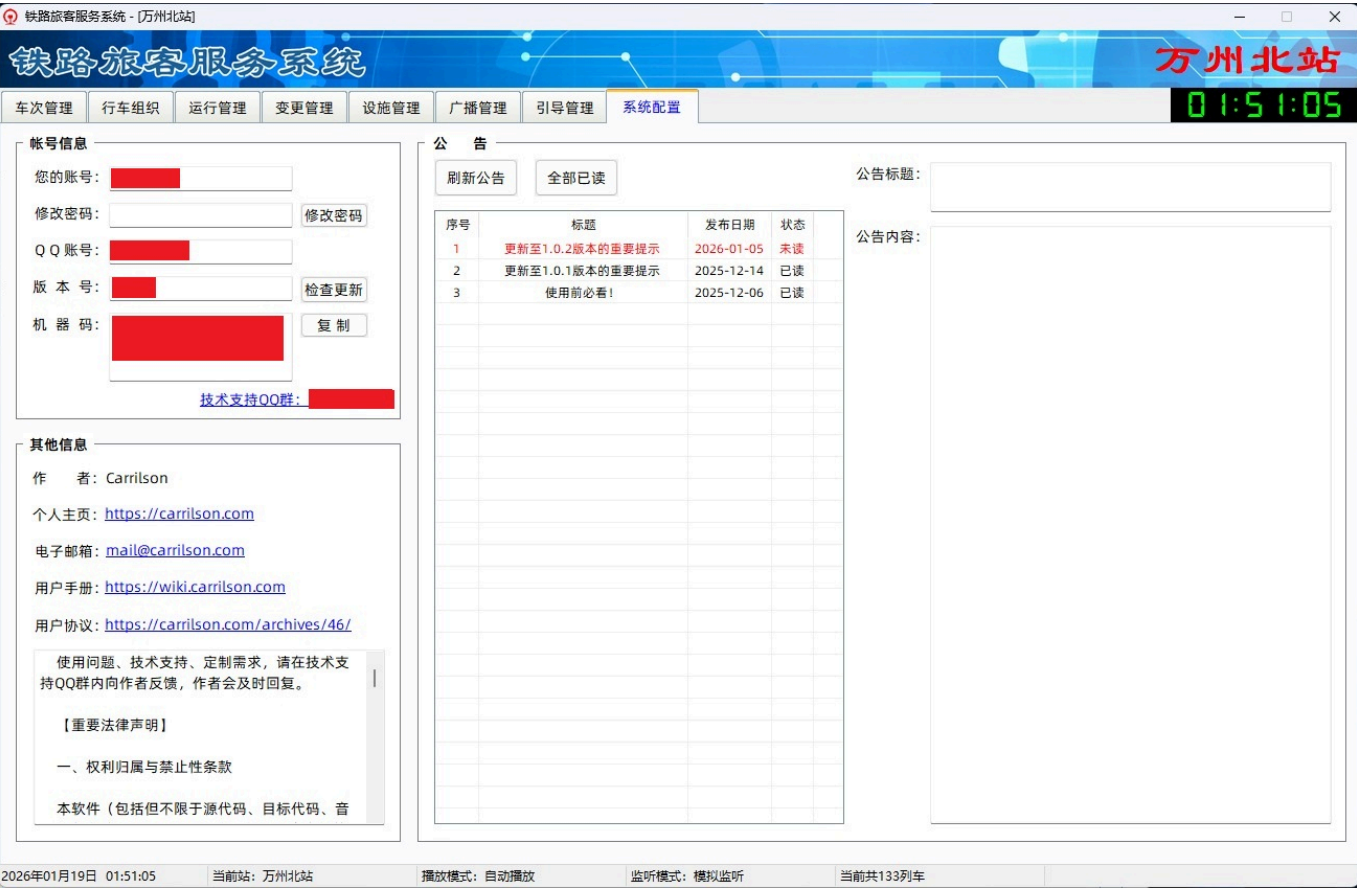 铁路旅客服务系统 - [万州北站]
铁路旅客服务系统
万州北站
车次管理 行车组织 运行管理 变更管理 设施管理 广播管理 引导管理 系统配置
01:51:05
帐号信息
您的账号：
修改密码： 修改密码
QQ账号：
版 本 号： 检查更新
机 器 码： 复 制
技术支持QQ群：
其他信息
作 者：Carrilson
个人主页：https://carrilson.com
电子邮箱：mail@carrilson.com
用户手册：https://wiki.carrilson.com
用户协议：https://carrilson.com/archives/46/
使用问题、技术支持、定制需求，请在技术支
持QQ群内向作者反馈，作者会及时回复。
【重要法律声明】
一、权利归属与禁止性条款
本软件（包括但不限于源代码、目标代码、音
公 告
刷新公告 全部已读
序号 标题 发布日期 状态
1 更新至1.0.2版本的重要提示 2026-01-05 未读
2 更新至1.0.1版本的重要提示 2025-12-14 已读
3 使用前必看！ 2025-12-06 已读
公告标题：
公告内容：
2026年01月19日 01:51:05 当前站：万州北站 播放模式：自动播放 监听模式：模拟监听 当前共133列车